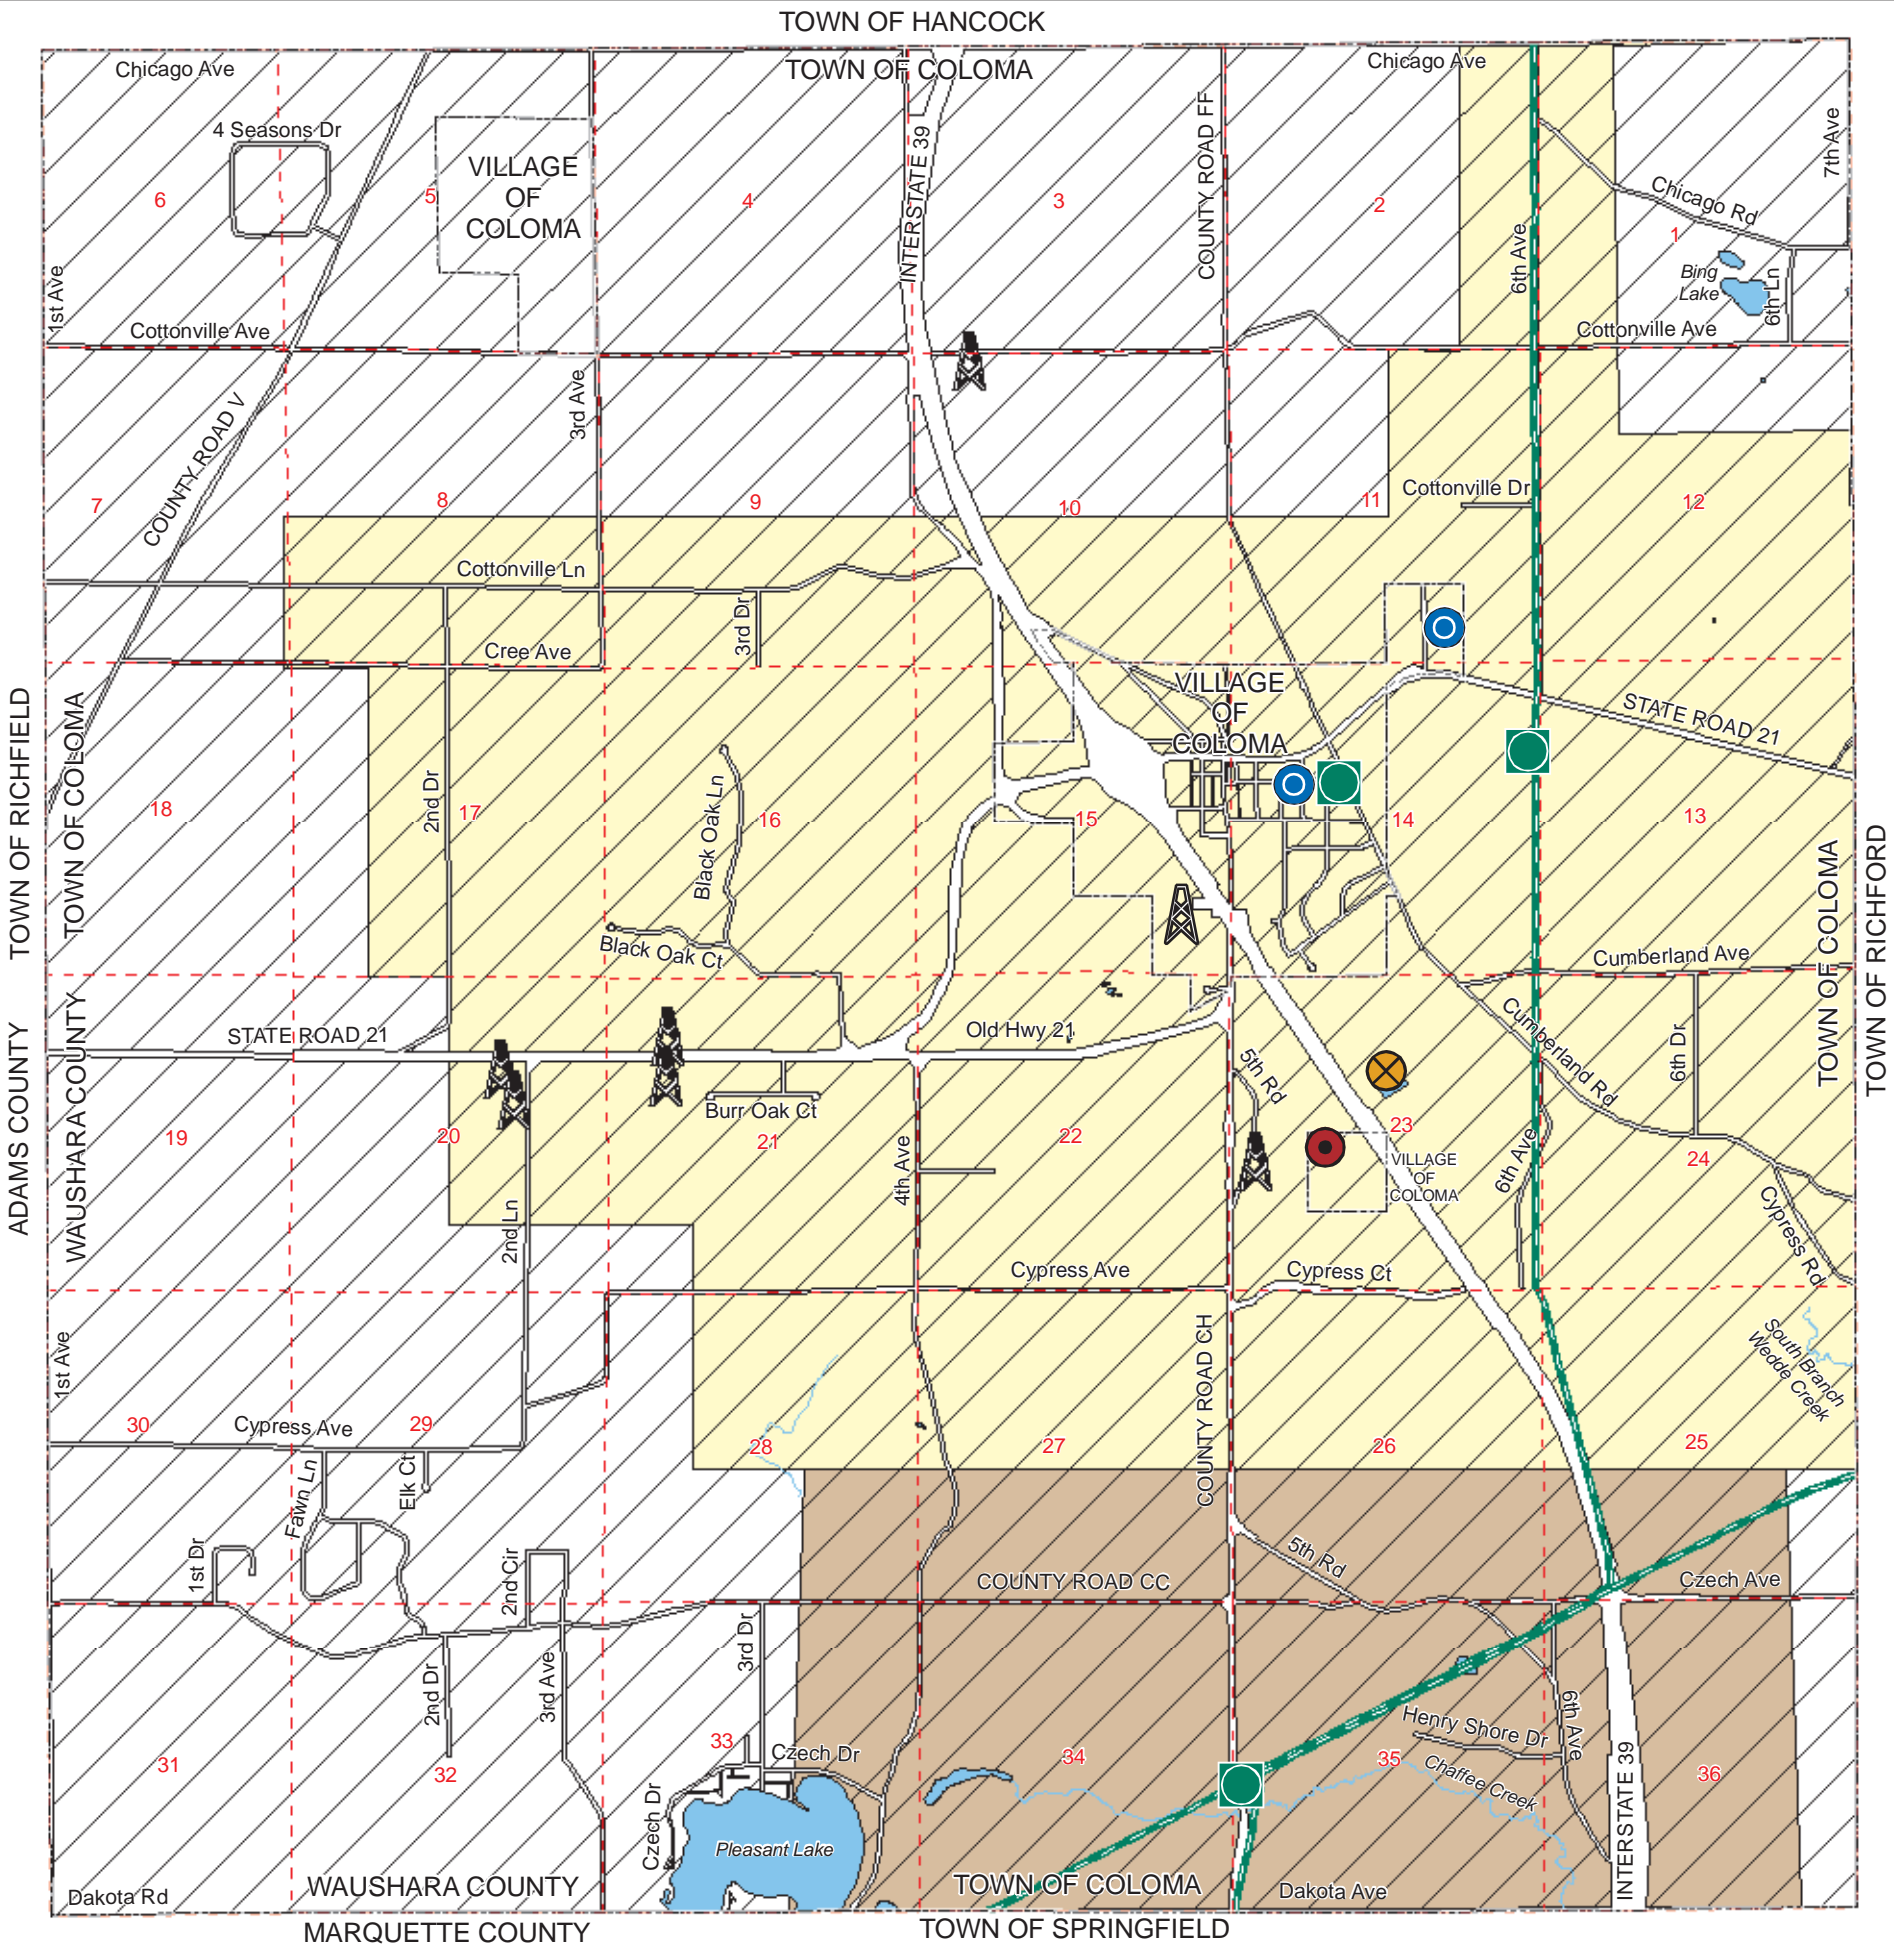 TOWN OF HANCOCK
TOWN OF COLOMA
Chicago Ave
Chicago Ave
4 Seasons Dr
VILLAGE
OF
COLOMA
6
5
4
3
2
1
INTERSTATE 39
COUNTY ROAD FF
6th Ave
7th Ave
Chicago Rd
Bing
Lake
6th Ln
1st Ave
Cottonville Ave
Cottonville Ave
COUNTY ROAD V
3rd Ave
7
8
9
10
11
12
Cottonville Dr
Cottonville Ln
3rd Dr
Cree Ave
VILLAGE
OF
COLOMA
STATE ROAD 21
TOWN OF RICHFIELD
TOWN OF COLOMA
18
2nd Dr
17
Black Oak Ln
16
15
14
13
Black Oak Ct
Cumberland Ave
TOWN OF COLOMA
TOWN OF RICHFORD
ADAMS COUNTY
WAUSHARA COUNTY
STATE ROAD 21
Old Hwy 21
5th Rd
Cumberland Rd
6th Dr
Burr Oak Ct
19
20
21
22
23
24
4th Ave
VILLAGE
OF
COLOMA
6th Ave
Cypress Rd
2nd Ln
Cypress Ave
Cypress Ct
1st Ave
COUNTY ROAD CH
South Branch
Wedde Creek
30
Cypress Ave
29
28
27
26
25
Fawn Ln
Elk Ct
1st Dr
2nd Cir
5th Rd
COUNTY ROAD CC
Czech Ave
2nd Dr
3rd Ave
3rd Dr
6th Ave
Henry Shore Dr
31
32
33
Czech Dr
34
35
36
Chaffee Creek
Czech Dr
Pleasant Lake
INTERSTATE 39
Dakota Rd
WAUSHARA COUNTY
TOWN OF COLOMA
Dakota Ave
MARQUETTE COUNTY
TOWN OF SPRINGFIELD